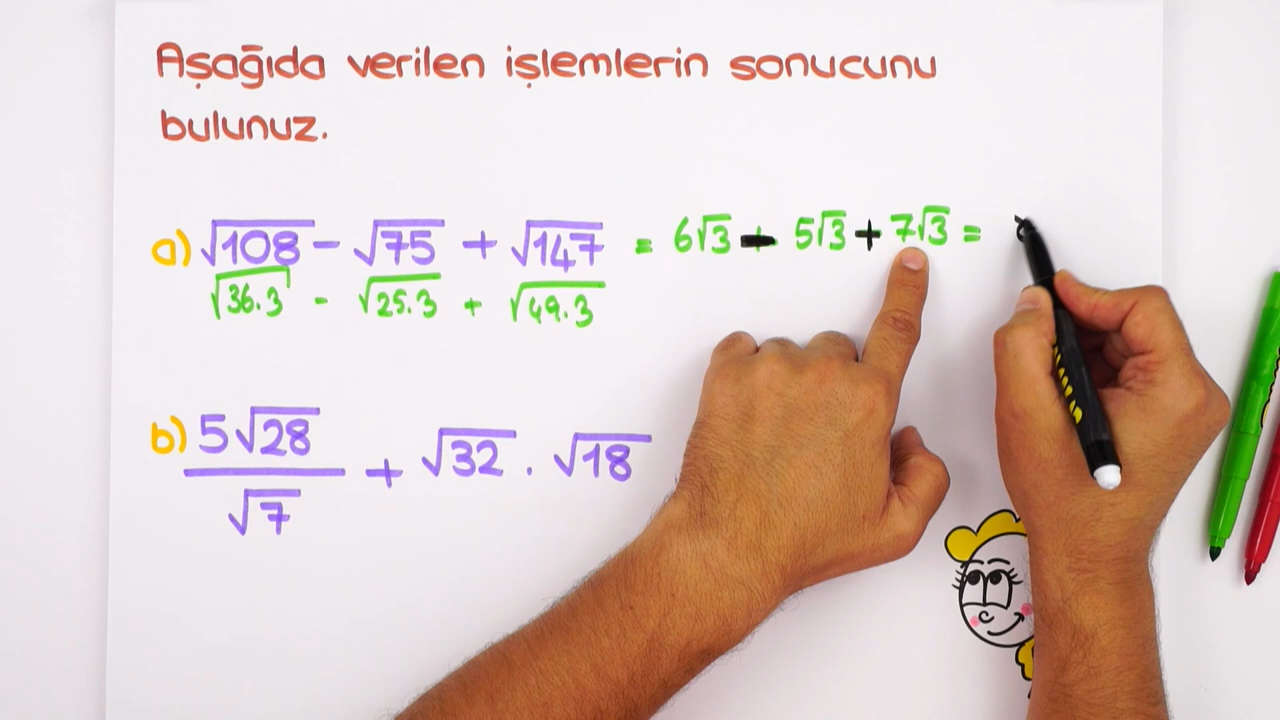 Aşağıda verilen işlemlerin sonucunu
bulunuz.
a) √108 - √75 + √147 = 6√3 - 5√3 + 7√3 =
√36.3 - √25.3 + √49.3
b) 5√28 / √7 + √32 . √18